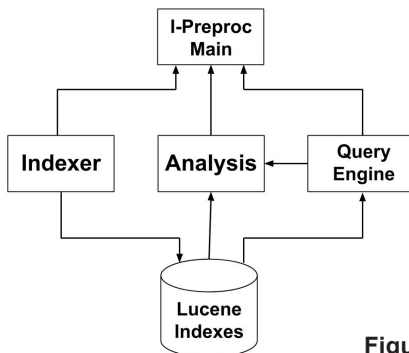 I-Preproc
Main
Indexer
Analysis
Query
Engine
Lucene
Indexes